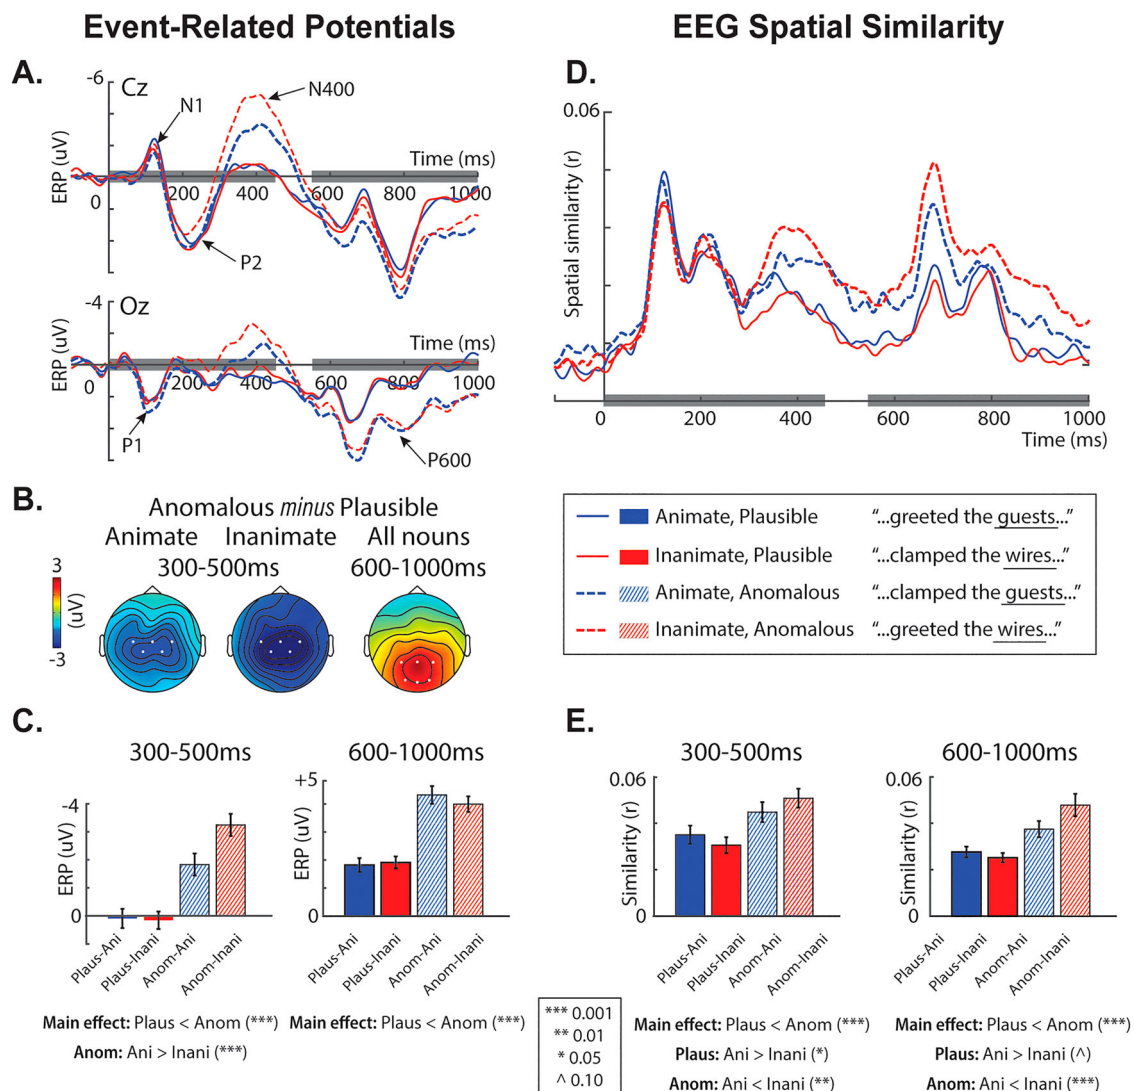 Event-Related Potentials
EEG Spatial Similarity
A.
-6
Cz
N1
N400
Time (ms)
ERP (uV)
0
200
400
600
800
1000
P2
-4
Oz
Time (ms)
ERP (uV)
0
200
400
600
800
1000
P1
P600
D.
0.06
Spatial similarity (r)
0
200
400
600
800
1000
Time (ms)
B.
Anomalous minus Plausible
Animate
Inanimate
All nouns
300-500ms
600-1000ms
3
(uV)
-3
Animate, Plausible "...greeted the guests..."
Inanimate, Plausible "...clamped the wires..."
Animate, Anomalous "...clamped the guests..."
Inanimate, Anomalous "...greeted the wires..."
C.
300-500ms
-4
ERP (uV)
0
Plaus-Ani
Plaus-Inani
Anom-Ani
Anom-Inani
Main effect: Plaus < Anom (***)
Anom: Ani > Inani (***)
600-1000ms
+5
ERP (uV)
0
Plaus-Ani
Plaus-Inani
Anom-Ani
Anom-Inani
Main effect: Plaus < Anom (***)
*** 0.001
** 0.01
* 0.05
^ 0.10
E.
300-500ms
0.06
Similarity (r)
0
Plaus-Ani
Plaus-Inani
Anom-Ani
Anom-Inani
Main effect: Plaus < Anom (***)
Plaus: Ani > Inani (*)
Anom: Ani < Inani (**)
600-1000ms
0.06
Similarity (r)
0
Plaus-Ani
Plaus-Inani
Anom-Ani
Anom-Inani
Main effect: Plaus < Anom (***)
Plaus: Ani > Inani (^)
Anom: Ani < Inani (***)